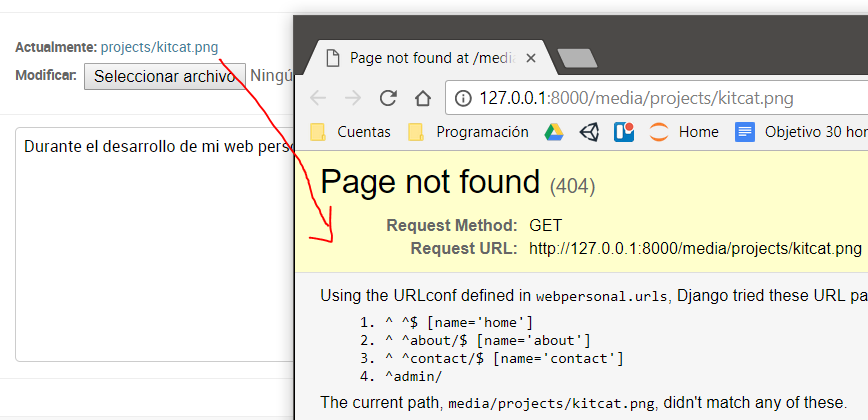 Actualmente: projects/kitcat.png
Modificar: Seleccionar archivo Ningú
Durante el desarrollo de mi web pers
Page not found at /media
127.0.0.1:8000/media/projects/kitcat.png
Cuentas Programación Home Objetivo 30 hor
Page not found (404)
Request Method: GET
Request URL: http://127.0.0.1:8000/media/projects/kitcat.png
Using the URLconf defined in webpersonal.urls, Django tried these URL pa
1. ^ ^$ [name='home']
2. ^ ^about/$ [name='about']
3. ^ ^contact/$ [name='contact']
4. ^admin/
The current path, media/projects/kitcat.png, didn't match any of these.